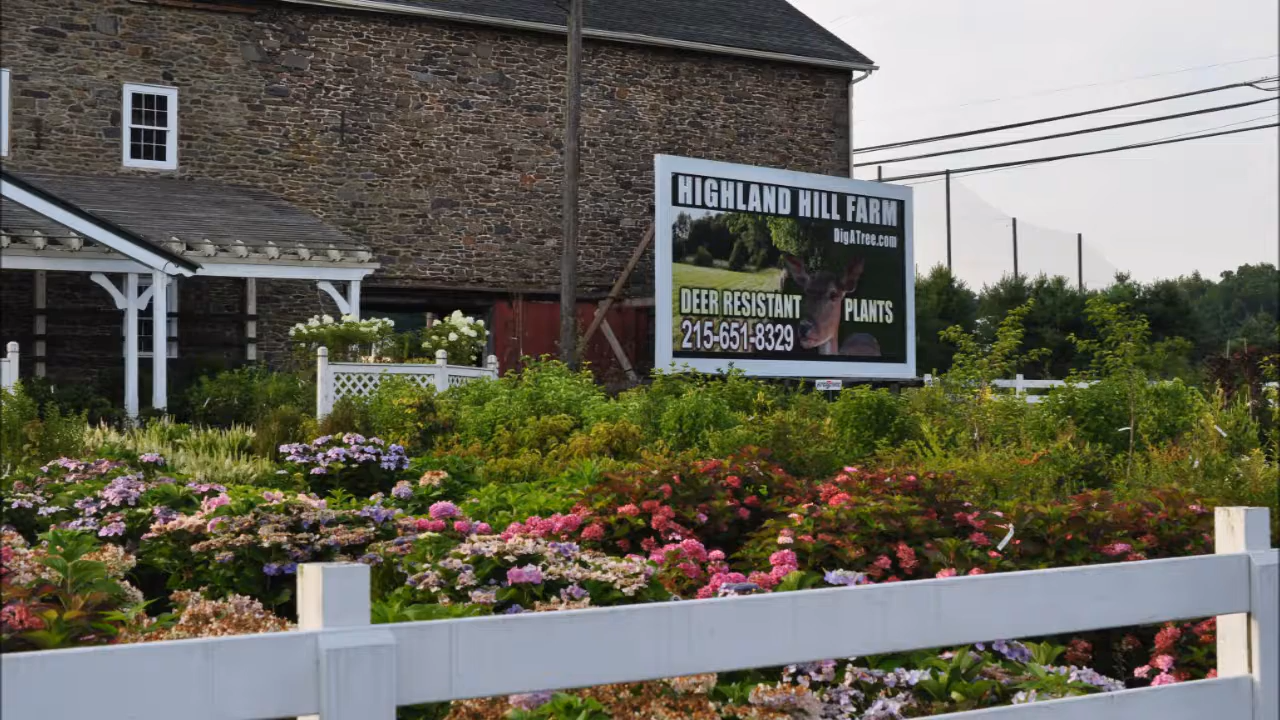 HIGHLAND HILL FARM
DigATree.com
DEER RESISTANT PLANTS
215-651-8329